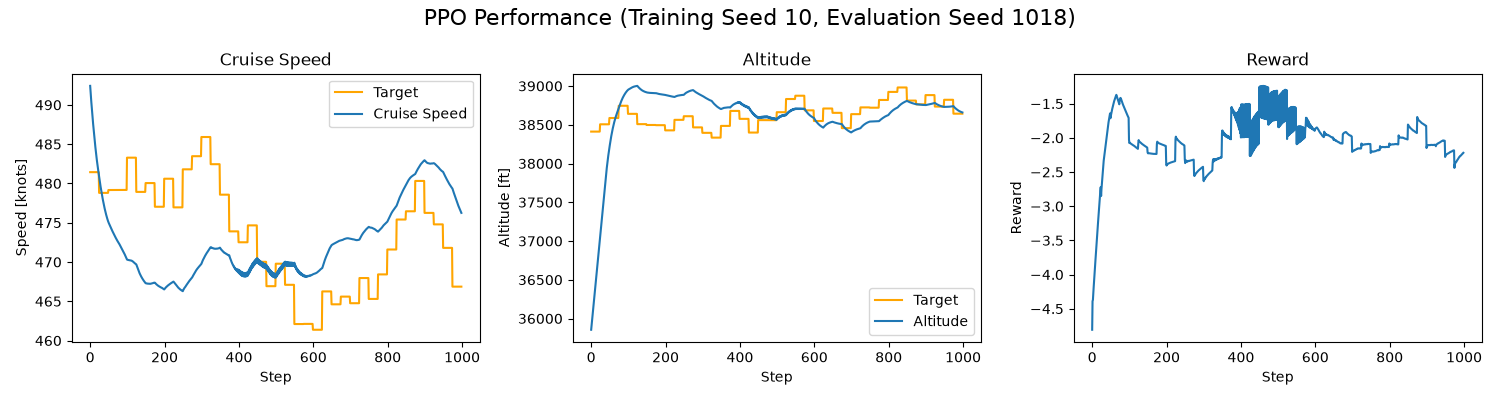 PPO Performance (Training Seed 10, Evaluation Seed 1018)
Cruise Speed
Speed [knots]
490
485
480
475
470
465
460
0 200 400 600 800 1000
Step
Target
Cruise Speed
Altitude
Altitude [ft]
39000
38500
38000
37500
37000
36500
36000
0 200 400 600 800 1000
Step
Target
Altitude
Reward
Reward
−1.5
−2.0
−2.5
−3.0
−3.5
−4.0
−4.5
0 200 400 600 800 1000
Step